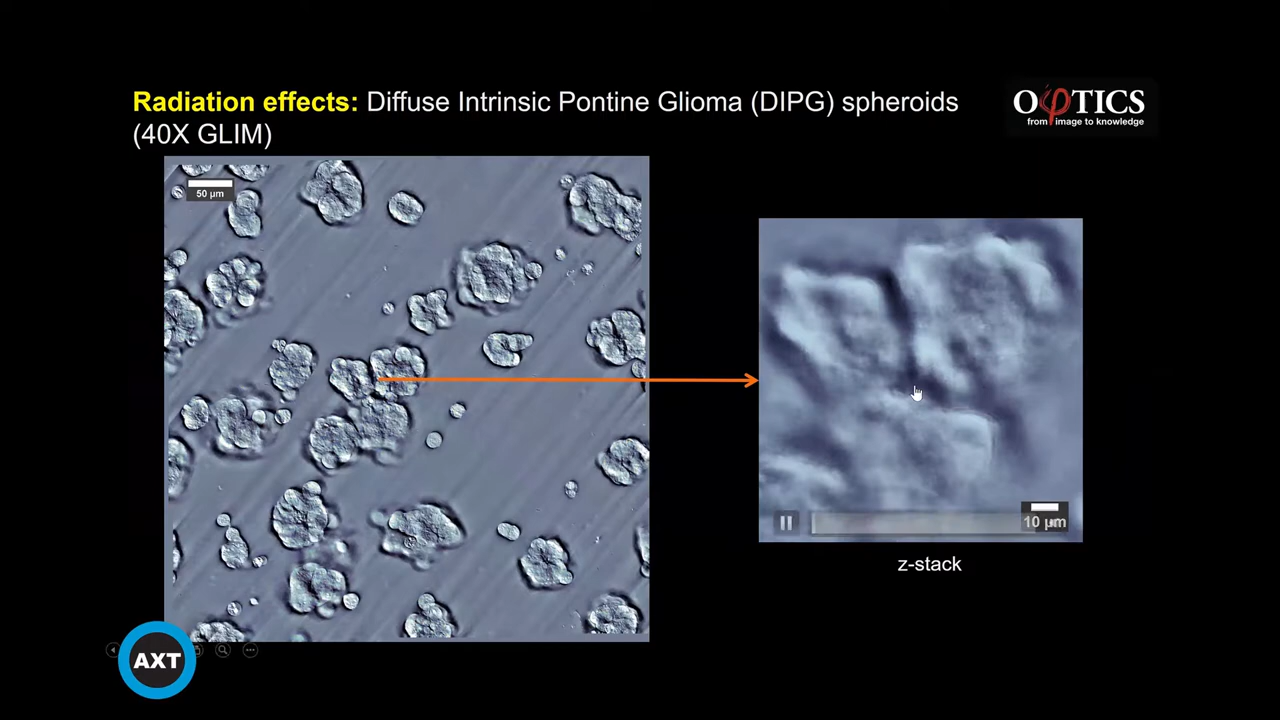 Radiation effects: Diffuse Intrinsic Pontine Glioma (DIPG) spheroids
(40X GLIM)
OφTICS
from image to knowledge
50 µm
10 µm
z-stack
AXT